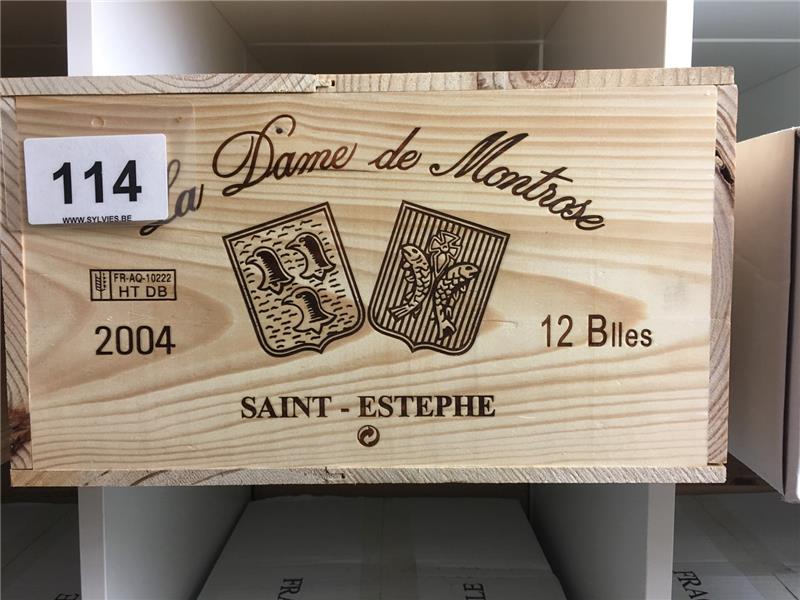 114
WWW.SYLVIES.BE
La Dame de Montrose
FR-AQ-10222
HT DB
2004
12 Blles
SAINT - ESTEPHE